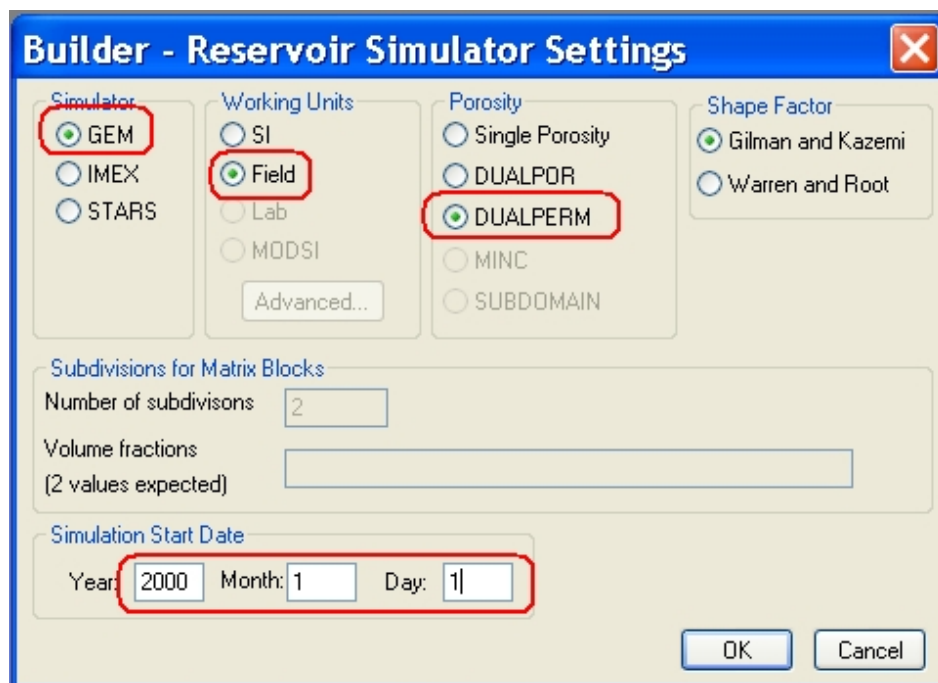 Builder - Reservoir Simulator Settings
Simulator
GEM
IMEX
STARS
Working Units
SI
Field
Lab
MODSI
Advanced...
Porosity
Single Porosity
DUALPOR
DUALPERM
MINC
SUBDOMAIN
Shape Factor
Gilman and Kazemi
Warren and Root
Subdivisions for Matrix Blocks
Number of subdivisons 2
Volume fractions
(2 values expected)
Simulation Start Date
Year: 2000 Month: 1 Day: 1
OK Cancel